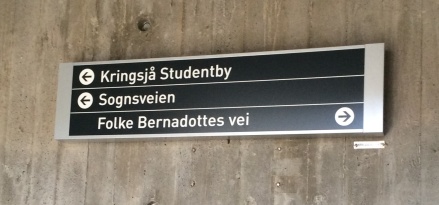 Kringsjå Studentby
Sognsveien
Folke Bernadottes vei